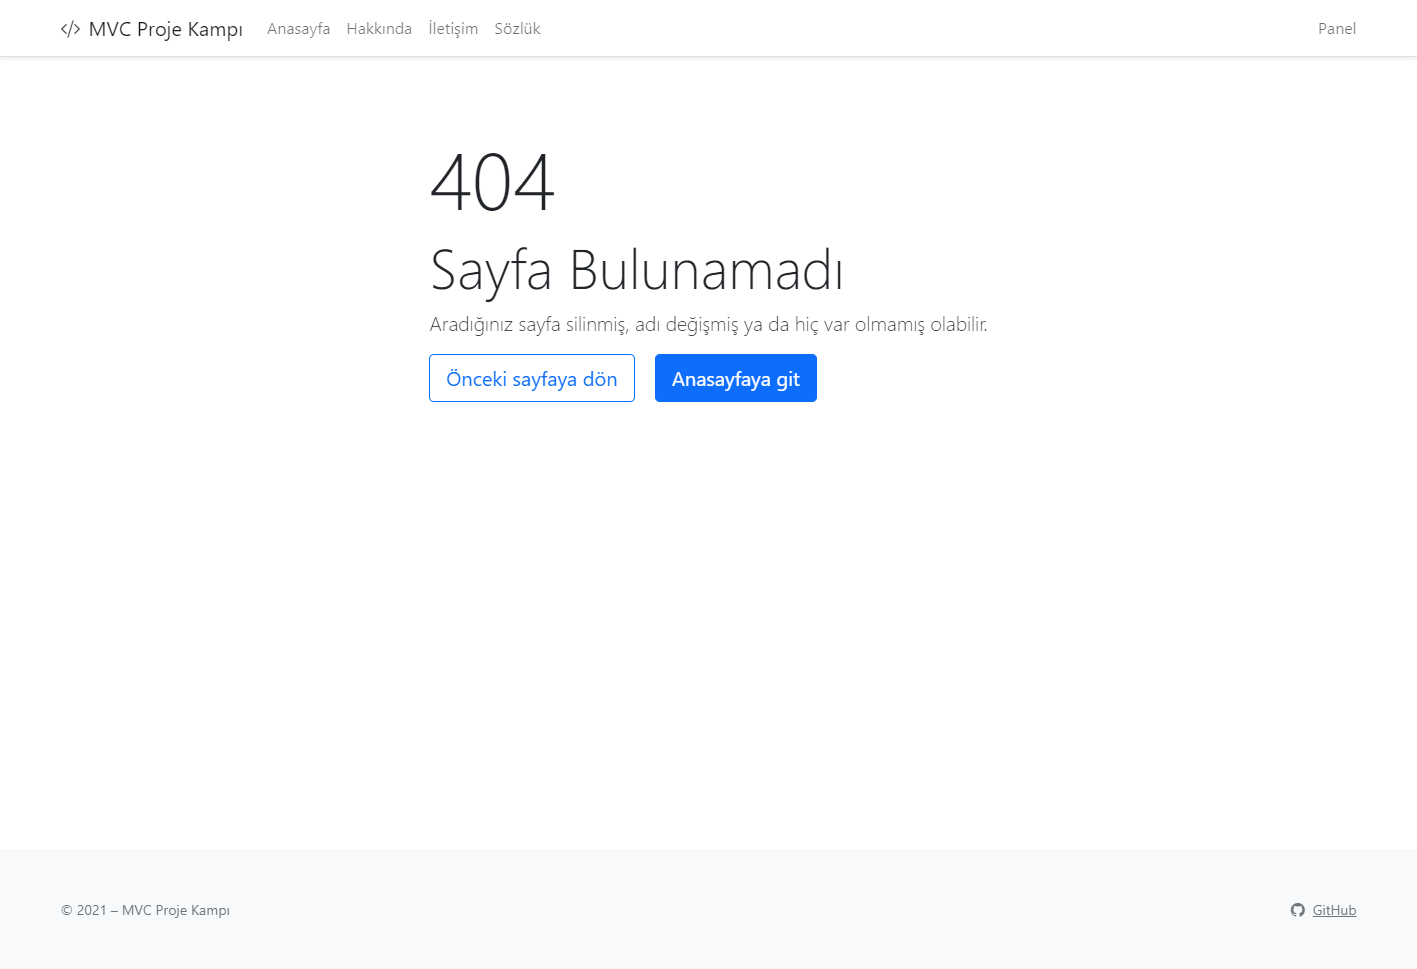 MVC Proje Kampı Anasayfa Hakkında İletişim Sözlük Panel
404
Sayfa Bulunamadı
Aradığınız sayfa silinmiş, adı değişmiş ya da hiç var olmamış olabilir.
Önceki sayfaya dön Anasayfaya git
© 2021 – MVC Proje Kampı GitHub